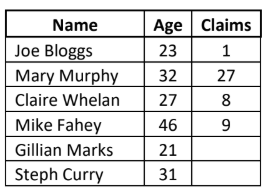 Name Age Claims
Joe Bloggs 23 1
Mary Murphy 32 27
Claire Whelan 27 8
Mike Fahey 46 9
Gillian Marks 21
Steph Curry 31